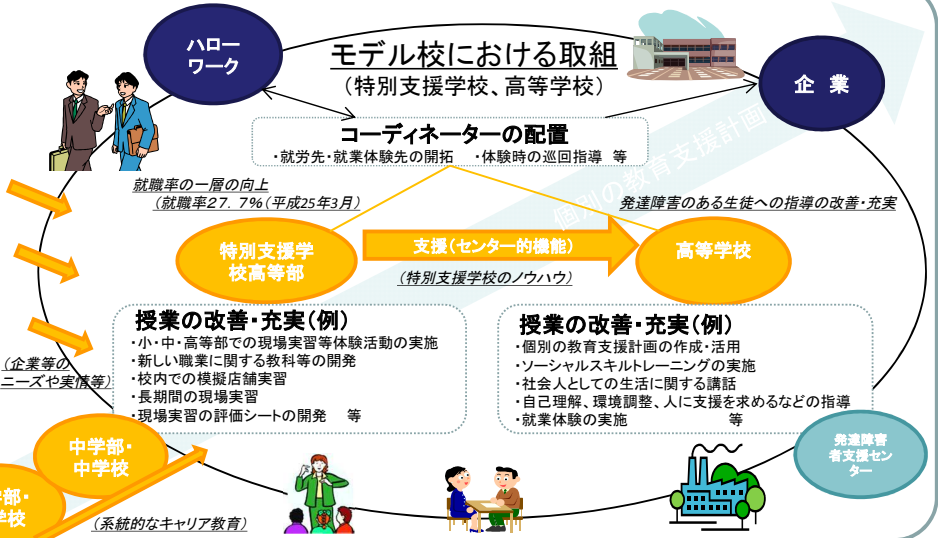 ハロー
ワーク
モデル校における取組
（特別支援学校、高等学校）
企　業
コーディネーターの配置
・就労先・就業体験先の開拓　・体験時の巡回指導　等
個別の教育支援計画
就職率の一層の向上
（就職率２７．７％（平成25年3月）
発達障害のある生徒への指導の改善・充実
特別支援学
校高等部
支援（センター的機能）
高等学校
（特別支援学校のノウハウ）
授業の改善・充実（例）
・小・中・高等部での現場実習等体験活動の実施
・新しい職業に関する教科等の開発
・校内での模擬店舗実習
・長期間の現場実習
・現場実習の評価シートの開発　等
授業の改善・充実（例）
・個別の教育支援計画の作成・活用
・ソーシャルスキルトレーニングの実施
・社会人としての生活に関する講話
・自己理解、環境調整、人に支援を求めるなどの指導
・就業体験の実施　等
（企業等の
ニーズや実情等）
中学部・
中学校
部・
学校
発達障害
者支援セン
ター
（系統的なキャリア教育）